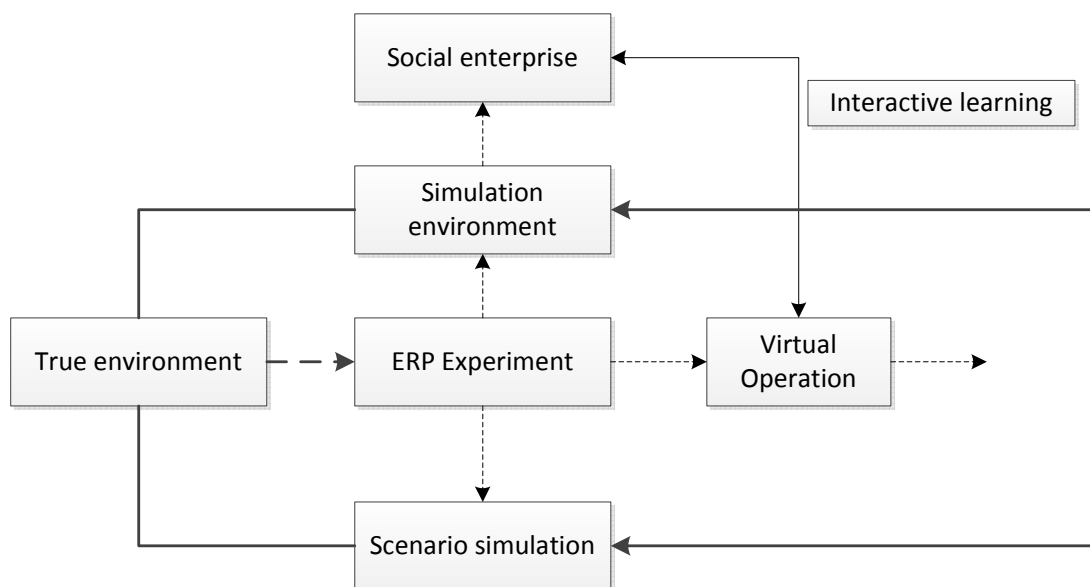 Social enterprise
Interactive learning
Simulation
environment
True environment
ERP Experiment
Virtual
Operation
Scenario simulation